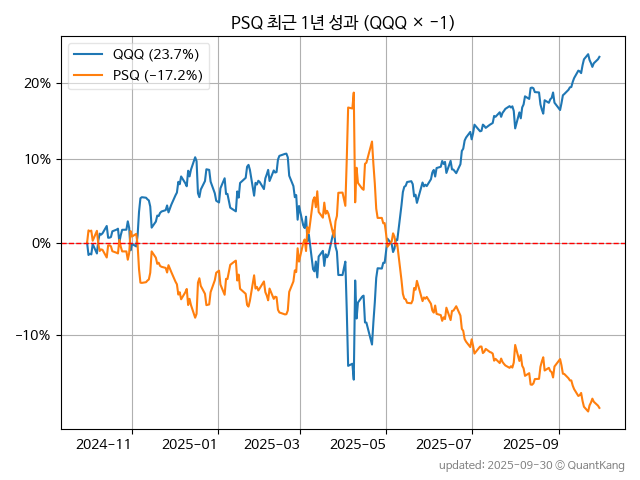 PSQ 최근 1년 성과 (QQQ × −1)
QQQ (23.7%)
PSQ (−17.2%)
20%
10%
0%
−10%
2024−11 2025−01 2025−03 2025−05 2025−07 2025−09
updated: 2025−09−30 ⓒ QuantKang